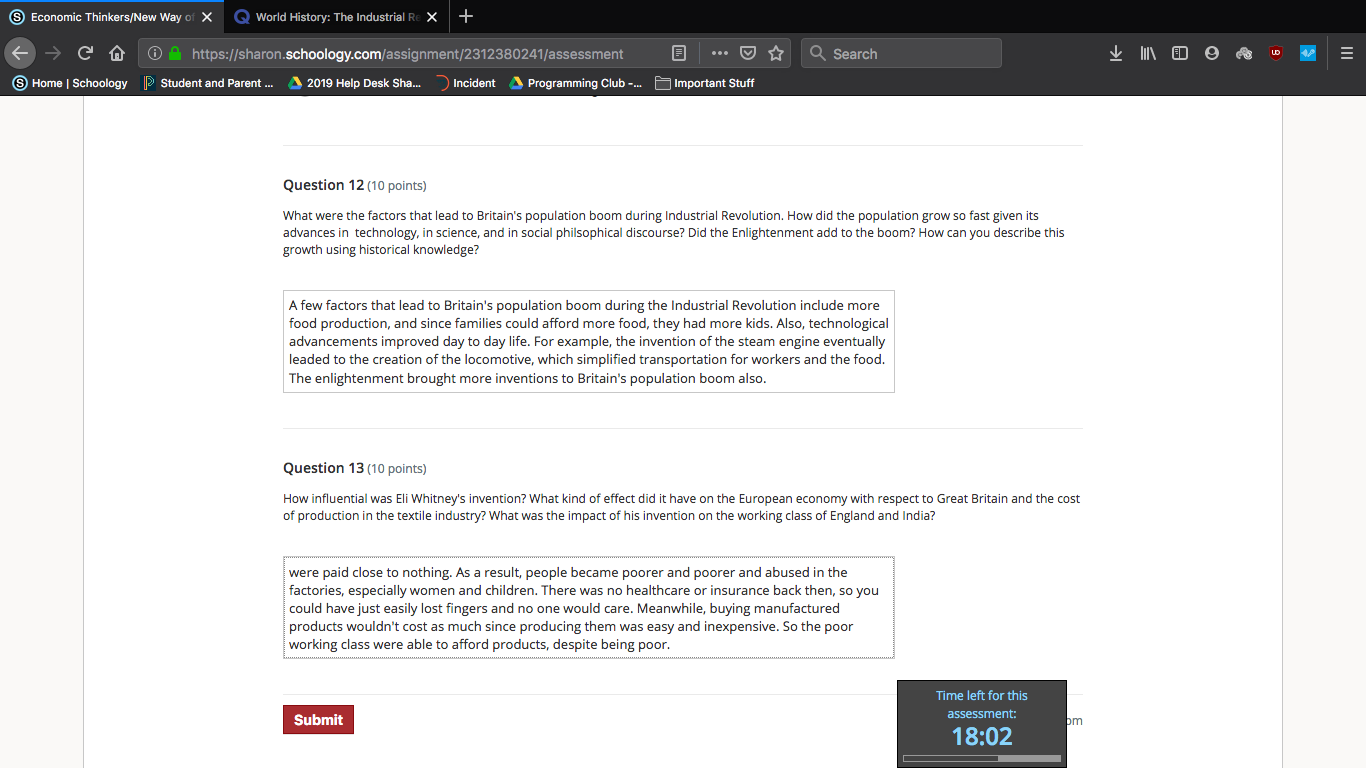 Economic Thinkers/New Way of
World History: The Industrial Re
https://sharon.schoology.com/assignment/2312380241/assessment
Search
Home | Schoology
Student and Parent ...
2019 Help Desk Sha...
Incident
Programming Club -...
Important Stuff
Question 12 (10 points)
What were the factors that lead to Britain's population boom during Industrial Revolution. How did the population grow so fast given its
advances in technology, in science, and in social philsophical discourse? Did the Enlightenment add to the boom? How can you describe this
growth using historical knowledge?
A few factors that lead to Britain's population boom during the Industrial Revolution include more
food production, and since families could afford more food, they had more kids. Also, technological
advancements improved day to day life. For example, the invention of the steam engine eventually
leaded to the creation of the locomotive, which simplified transportation for workers and the food.
The enlightenment brought more inventions to Britain's population boom also.
Question 13 (10 points)
How influential was Eli Whitney's invention? What kind of effect did it have on the European economy with respect to Great Britain and the cost
of production in the textile industry? What was the impact of his invention on the working class of England and India?
were paid close to nothing. As a result, people became poorer and poorer and abused in the
factories, especially women and children. There was no healthcare or insurance back then, so you
could have just easily lost fingers and no one would care. Meanwhile, buying manufactured
products wouldn't cost as much since producing them was easy and inexpensive. So the poor
working class were able to afford products, despite being poor.
Submit
Time left for this
assessment:
18:02
om